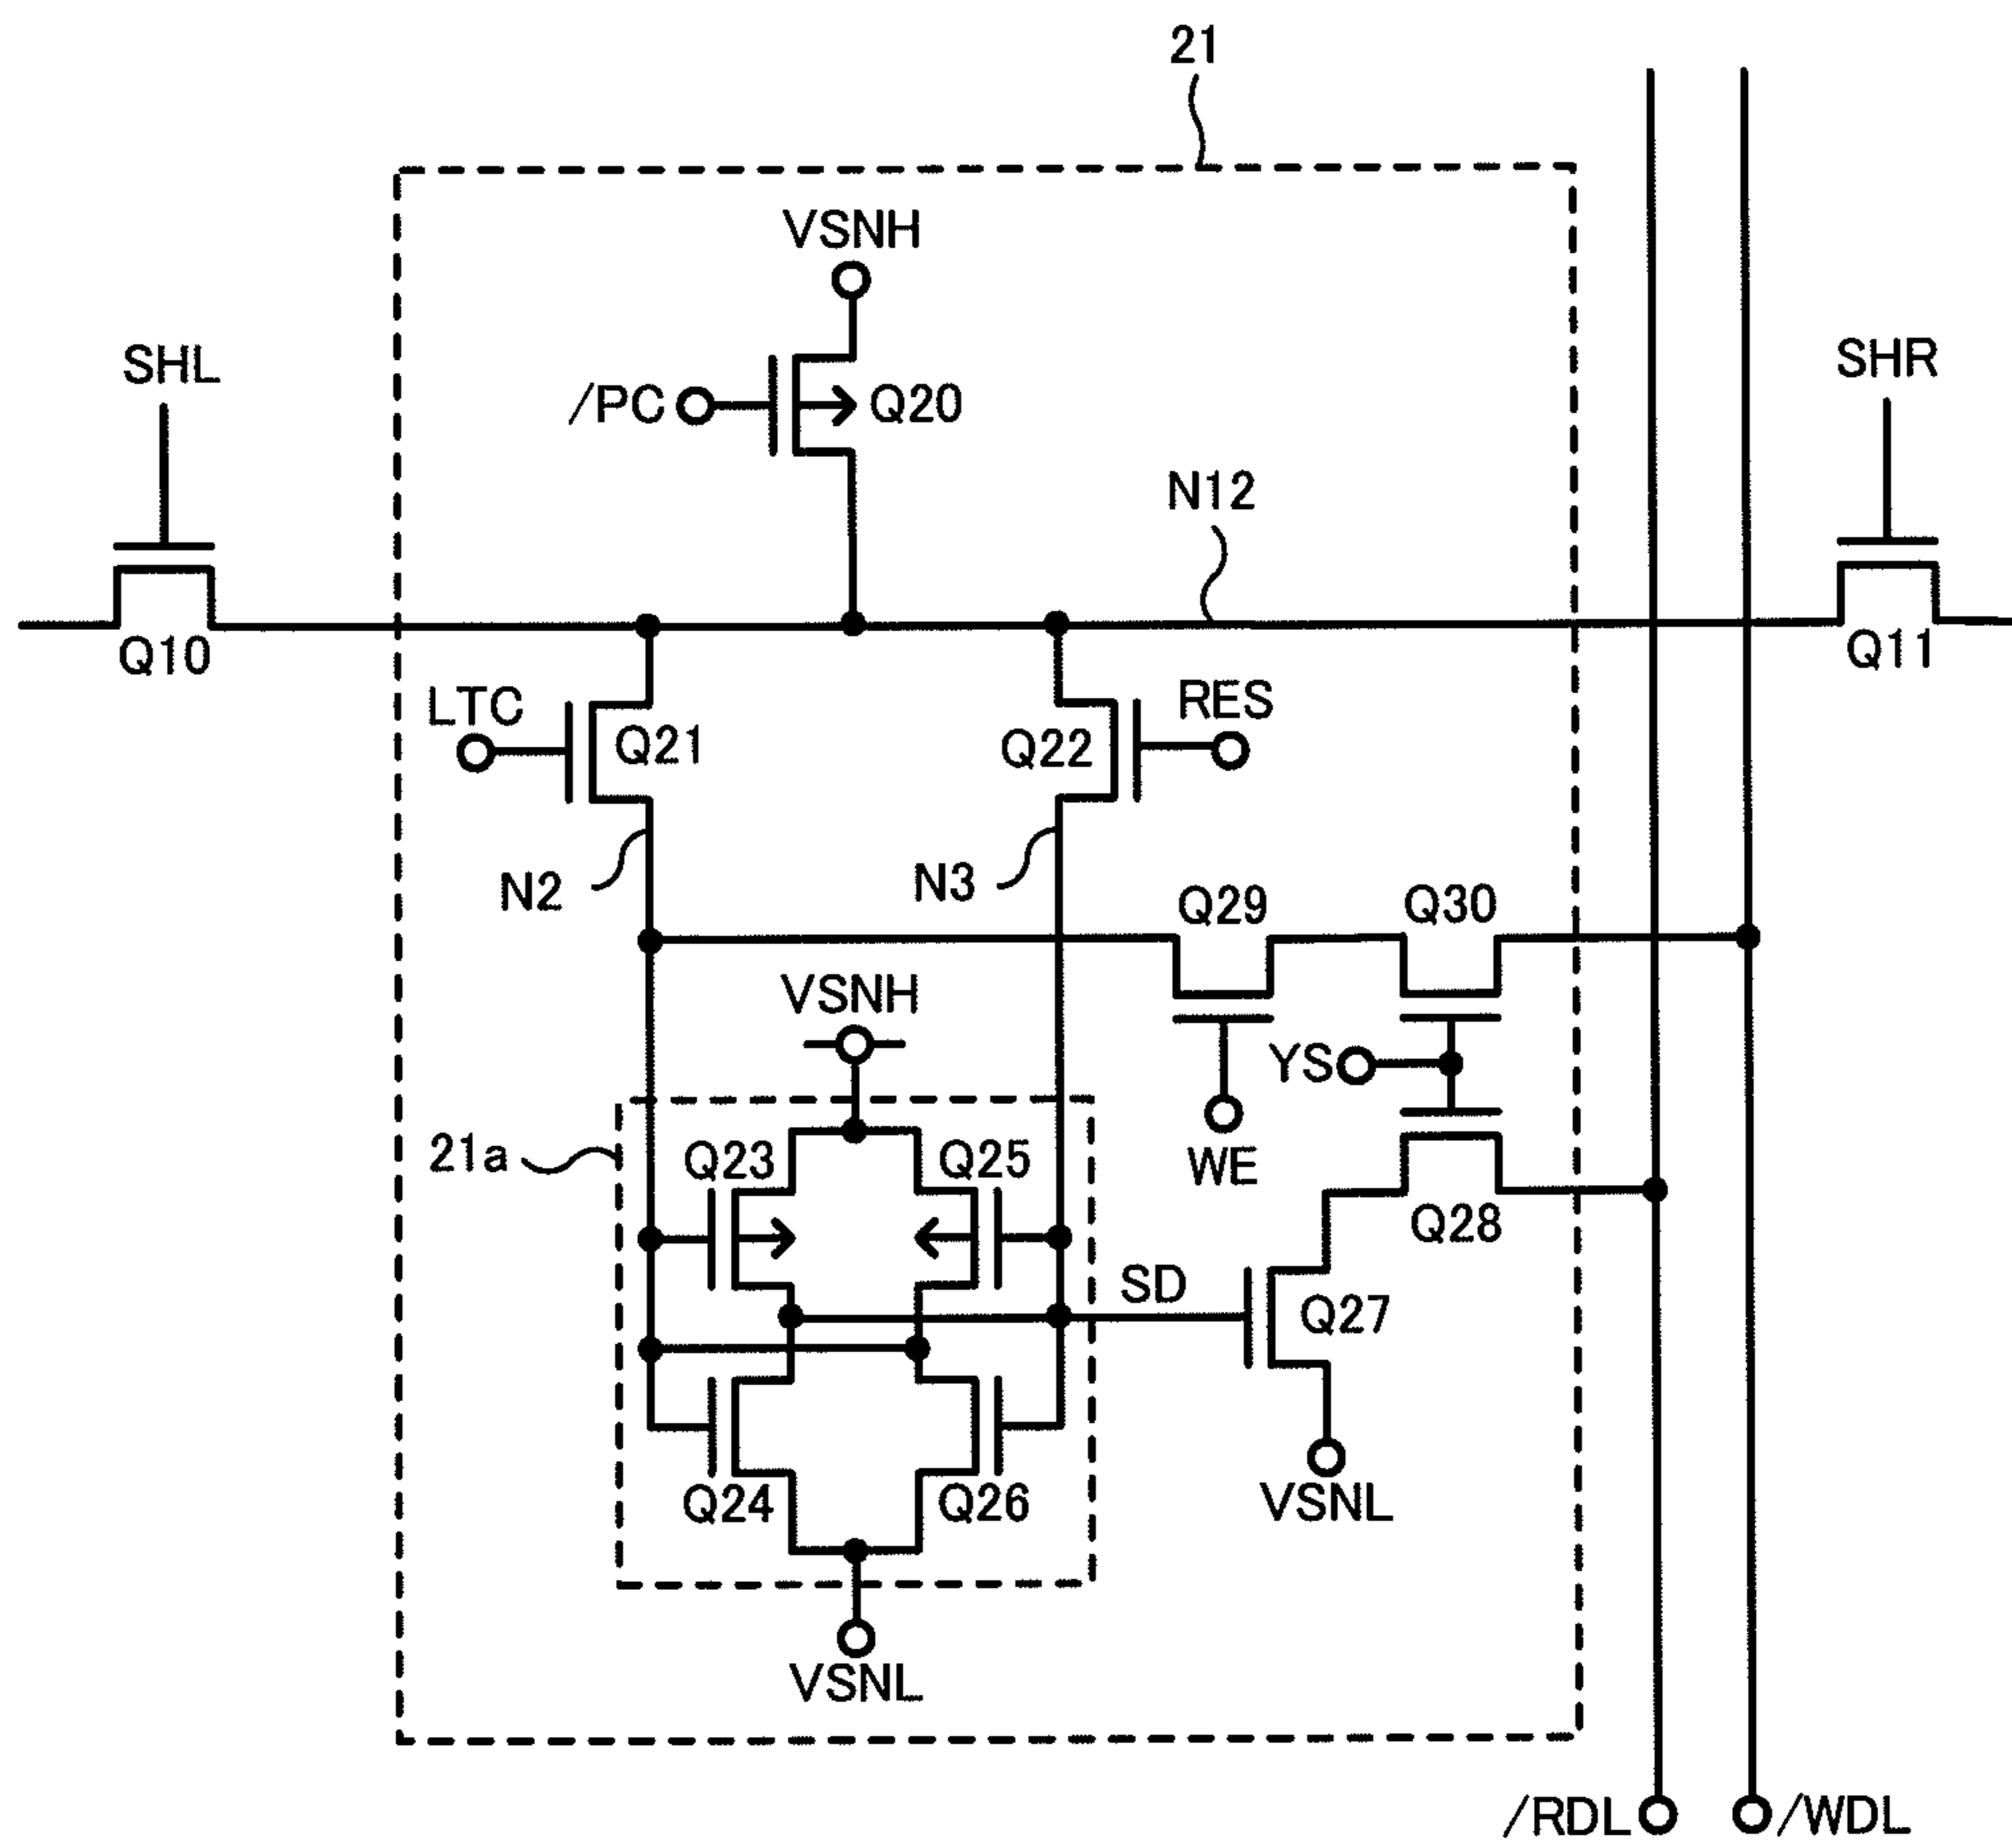 21
VSNH
SHL
SHR
/PC
Q20
N12
Q10
Q11
LTC
Q21
Q22
RES
N2
N3
Q29
Q30
VSNH
YS
21a
Q23
Q25
WE
Q28
SD
Q27
Q24
Q26
VSNL
VSNL
/RDL
/WDL